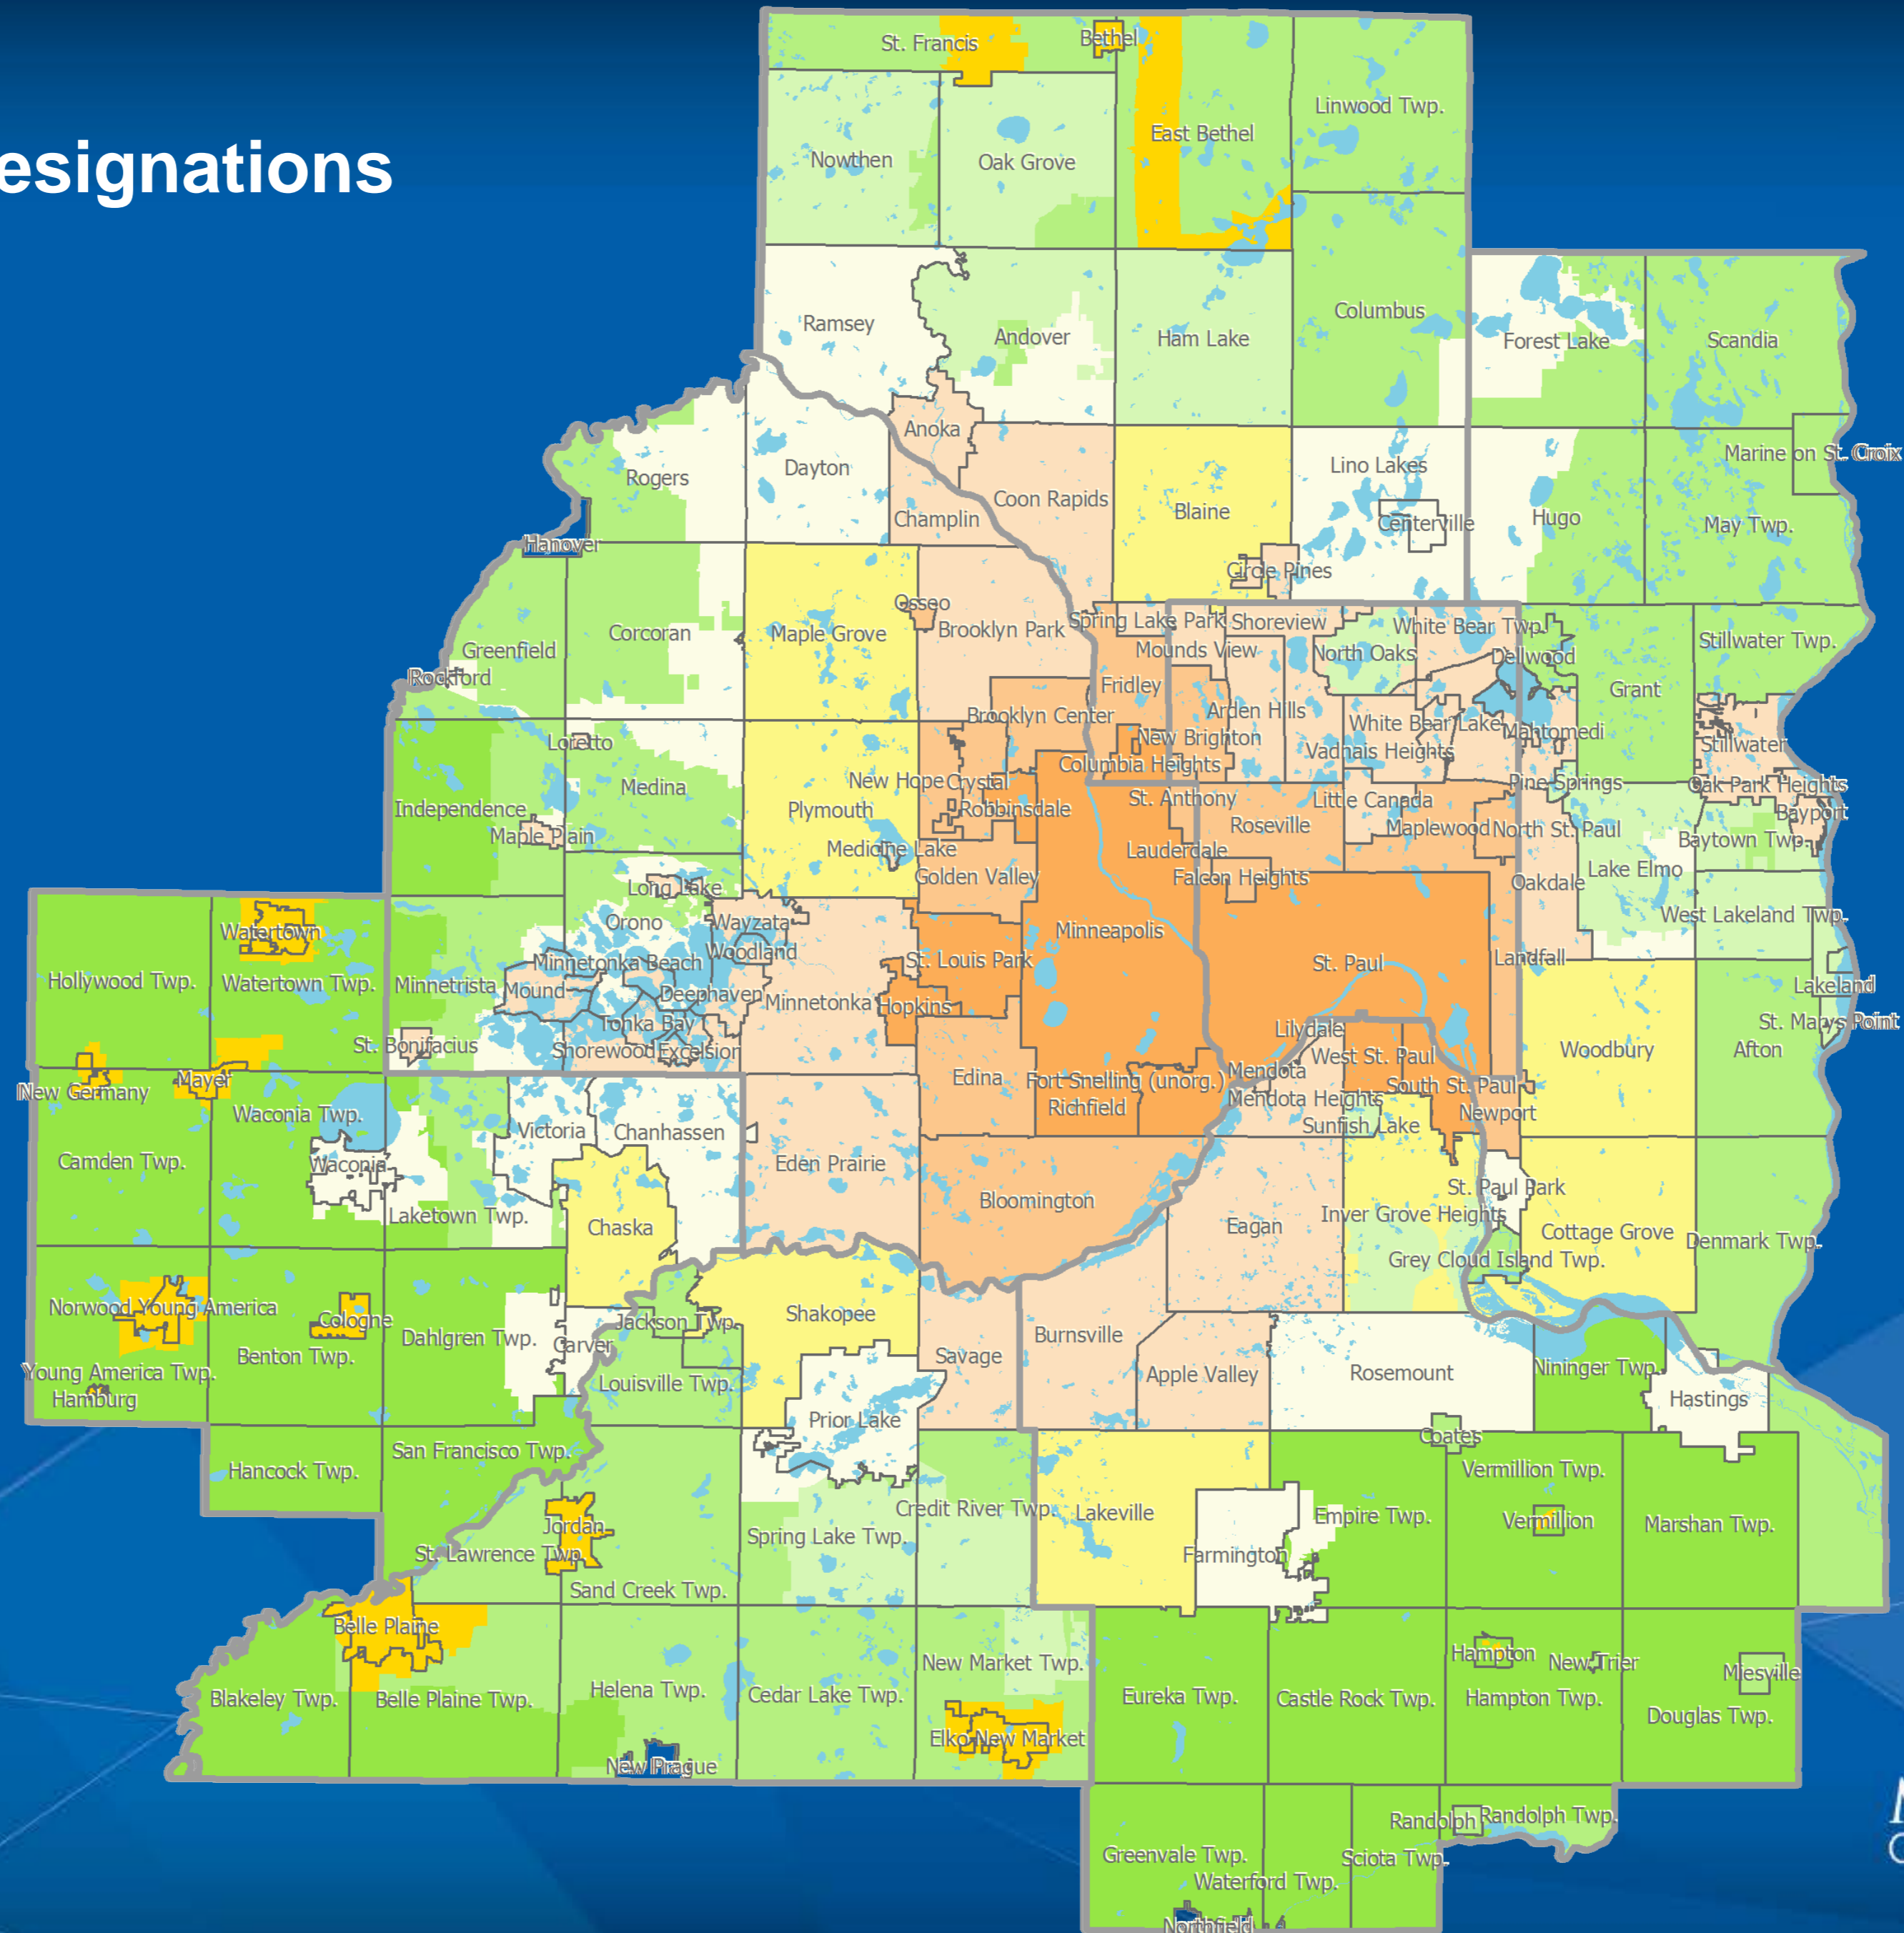 esignations
St. Francis
Bethel
Linwood Twp.
East Bethel
Nowthen
Oak Grove
Columbus
Ramsey
Andover
Ham Lake
Forest Lake
Scandia
Anoka
Marine on St. Croix
Rogers
Dayton
Lino Lakes
Coon Rapids
Blaine
Champlin
Centerville
Hugo
May Twp.
Hanover
Circle Pines
Osseo
Corcoran
Maple Grove
Brooklyn Park
Spring Lake Park
Shoreview
White Bear Twp.
Greenfield
Mounds View
North Oaks
Dellwood
Stillwater Twp.
Rockford
Fridley
Grant
Brooklyn Center
Arden Hills
White Bear Lake
Mahtomedi
Loretto
New Brighton
Vadnais Heights
Stillwater
Columbia Heights
Medina
New Hope
Crystal
Pine Springs
Oak Park Heights
Independence
Plymouth
Robbinsdale
St. Anthony
Little Canada
Bayport
Maple Plain
Roseville
Maplewood
North St. Paul
Baytown Twp.
Medicine Lake
Lauderdale
Golden Valley
Falcon Heights
Lake Elmo
Long Lake
Oakdale
Orono
Wayzata
West Lakeland Twp.
Watertown
Minneapolis
Woodland
St. Louis Park
St. Paul
Landfall
Minnetonka Beach
Hollywood Twp.
Watertown Twp.
Minnetrista
Mound
Deephaven
Minnetonka
Hopkins
Lakeland
Tonka Bay
Lilydale
St. Marys Point
St. Bonifacius
Shorewood
Excelsior
West St. Paul
Woodbury
Afton
Mendota
New Germany
Mayer
Edina
Fort Snelling (unorg.)
South St. Paul
Waconia Twp.
Richfield
Mendota Heights
Newport
Victoria
Chanhassen
Sunfish Lake
Camden Twp.
Waconia
Eden Prairie
St. Paul Park
Laketown Twp.
Bloomington
Inver Grove Heights
Chaska
Eagan
Cottage Grove
Denmark Twp.
Grey Cloud Island Twp.
Norwood Young America
Cologne
Jackson Twp.
Shakopee
Dahlgren Twp.
Carver
Burnsville
Benton Twp.
Savage
Young America Twp.
Louisville Twp.
Apple Valley
Rosemount
Nininger Twp.
Hamburg
Hastings
Prior Lake
Coates
San Francisco Twp.
Hancock Twp.
Vermillion Twp.
Credit River Twp.
Lakeville
Empire Twp.
Vermillion
Marshan Twp.
Jordan
Spring Lake Twp.
St. Lawrence Twp.
Farmington
Sand Creek Twp.
Belle Plaine
Hampton
New Trier
Miesville
New Market Twp.
Blakeley Twp.
Belle Plaine Twp.
Helena Twp.
Cedar Lake Twp.
Eureka Twp.
Castle Rock Twp.
Hampton Twp.
Douglas Twp.
Elko New Market
New Prague
Randolph
Randolph Twp.
Greenvale Twp.
Sciota Twp.
Waterford Twp.
Northfield